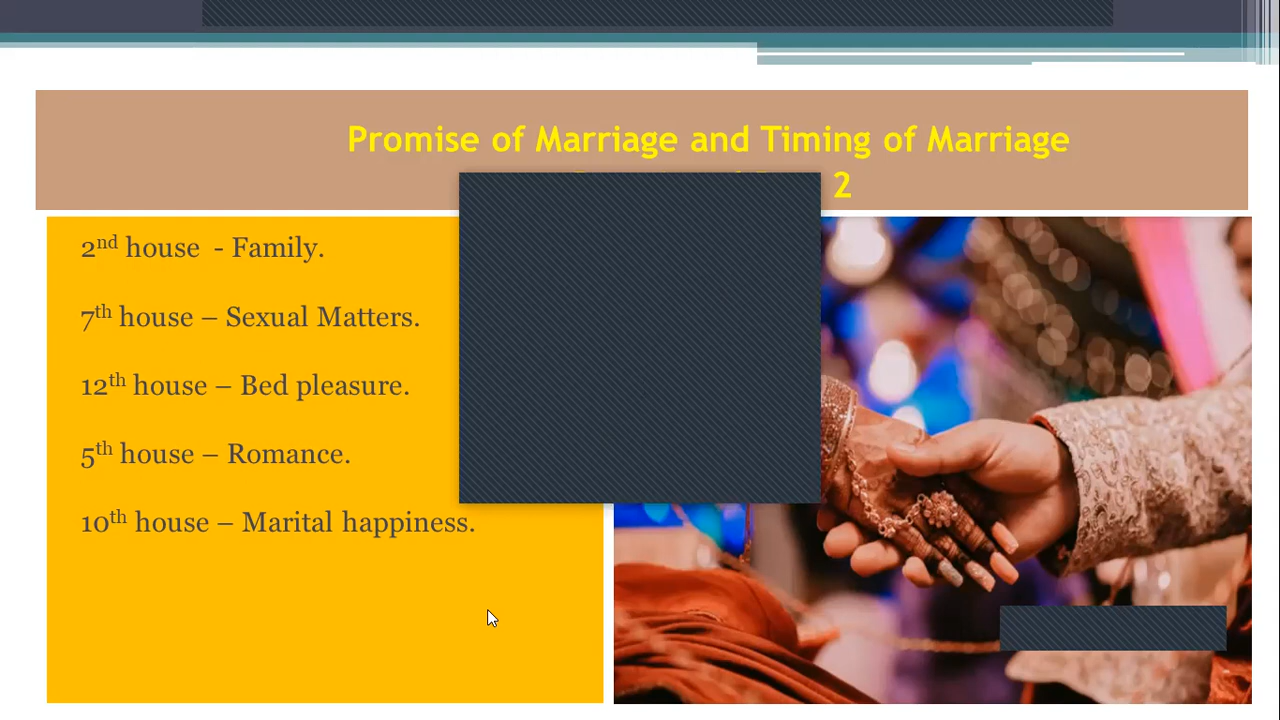 Promise of Marriage and Timing of Marriage
2
2nd house - Family.
7th house – Sexual Matters.
12th house – Bed pleasure.
5th house – Romance.
10th house – Marital happiness.